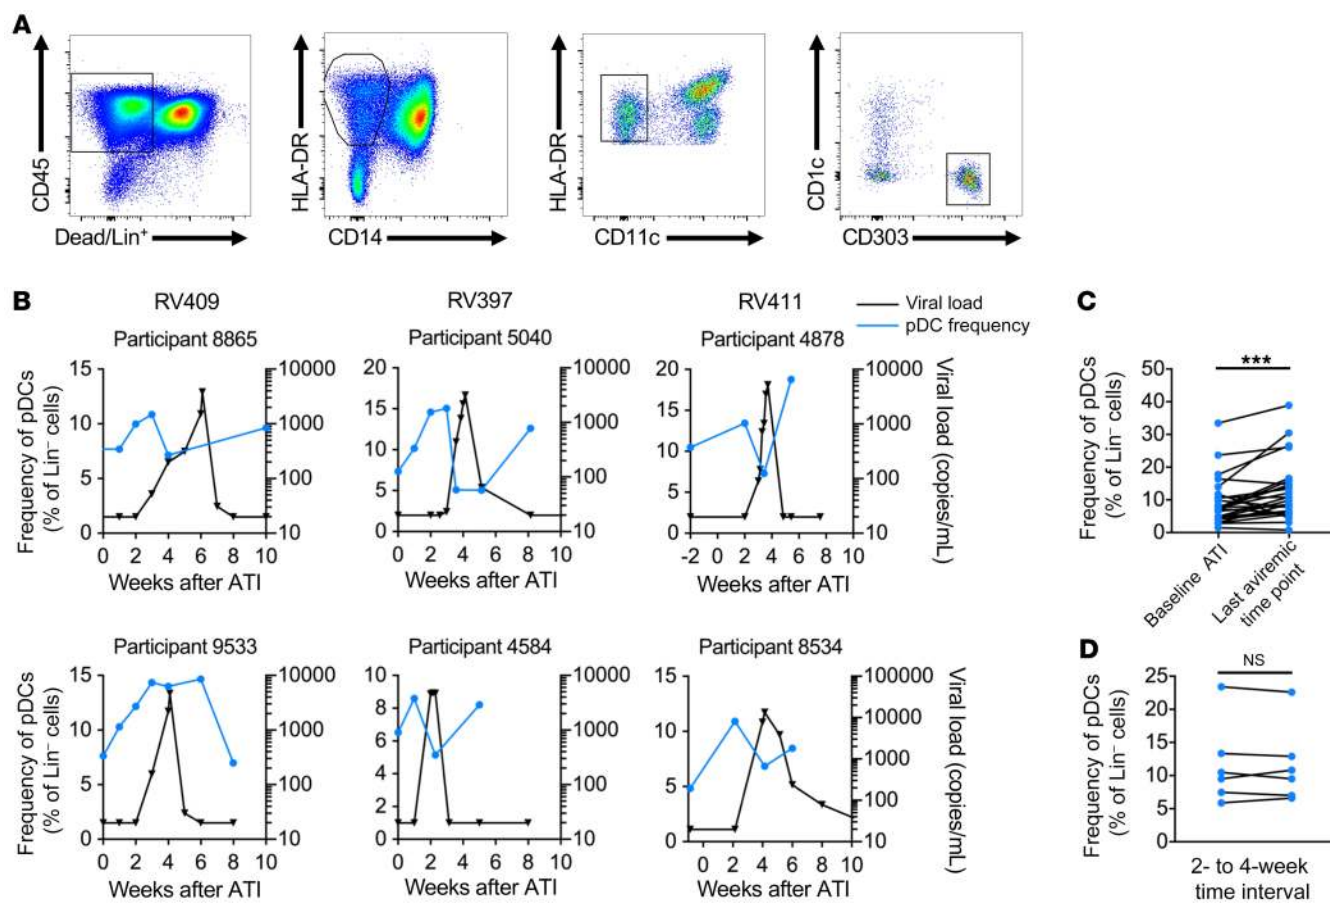 A
CD45
Dead/Lin+
HLA-DR
CD14
HLA-DR
CD11c
CD1c
CD303
B
RV409
RV397
RV411
Viral load
pDC frequency
Participant 8865
Frequency of pDCs
(% of Lin– cells)
15
10
5
0
10000
1000
100
10
0 2 4 6 8 10
Weeks after ATI
Participant 5040
20
15
10
5
0
10000
1000
100
10
0 2 4 6 8 10
Weeks after ATI
Participant 4878
20
15
10
5
0
10000
1000
100
10
Viral load (copies/mL)
-2 0 2 4 6 8 10
Weeks after ATI
Participant 9533
Frequency of pDCs
(% of Lin– cells)
15
10
5
0
10000
1000
100
10
0 2 4 6 8 10
Weeks after ATI
Participant 4584
10
8
6
4
2
0
10000
1000
100
10
0 2 4 6 8 10
Weeks after ATI
Participant 8534
15
10
5
0
100000
10000
1000
100
10
Viral load (copies/mL)
0 2 4 6 8 10
Weeks after ATI
C
***
Frequency of pDCs
(% of Lin– cells)
50
40
30
20
10
0
Baseline ATI
Last aviremic
time point
D
NS
Frequency of pDCs
(% of Lin– cells)
25
20
15
10
5
0
2- to 4-week
time interval